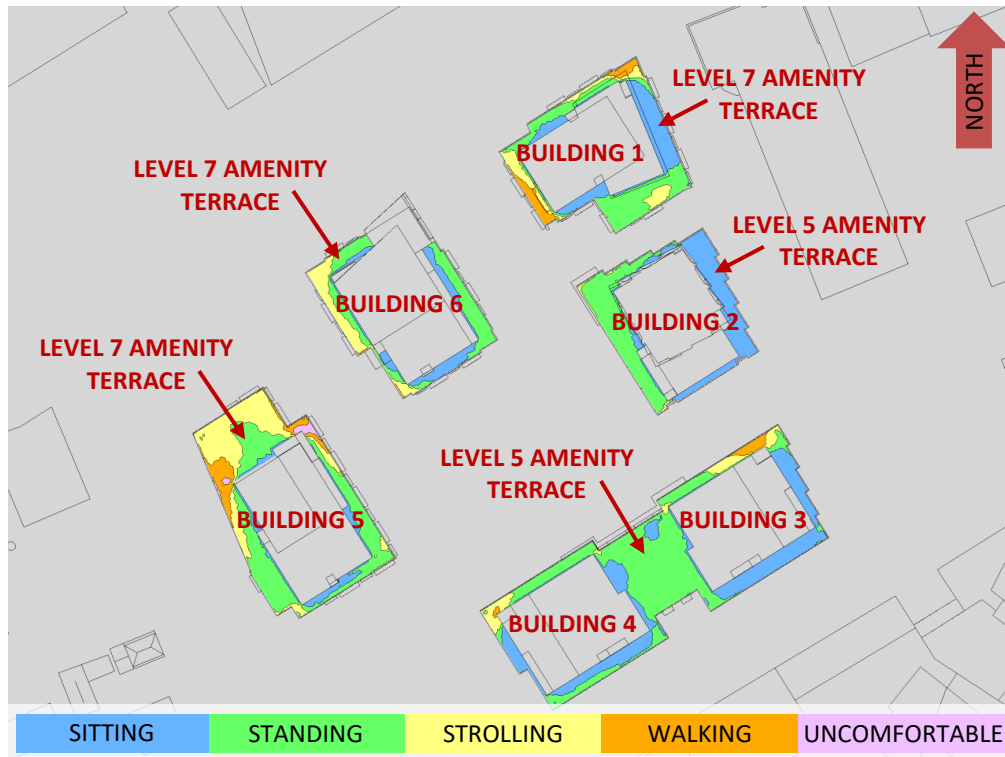 NORTH
LEVEL 7 AMENITY
TERRACE
BUILDING 1
LEVEL 7 AMENITY
TERRACE
LEVEL 5 AMENITY
TERRACE
BUILDING 6
BUILDING 2
LEVEL 7 AMENITY
TERRACE
LEVEL 5 AMENITY
TERRACE
BUILDING 5
BUILDING 3
BUILDING 4
SITTING
STANDING
STROLLING
WALKING
UNCOMFORTABLE